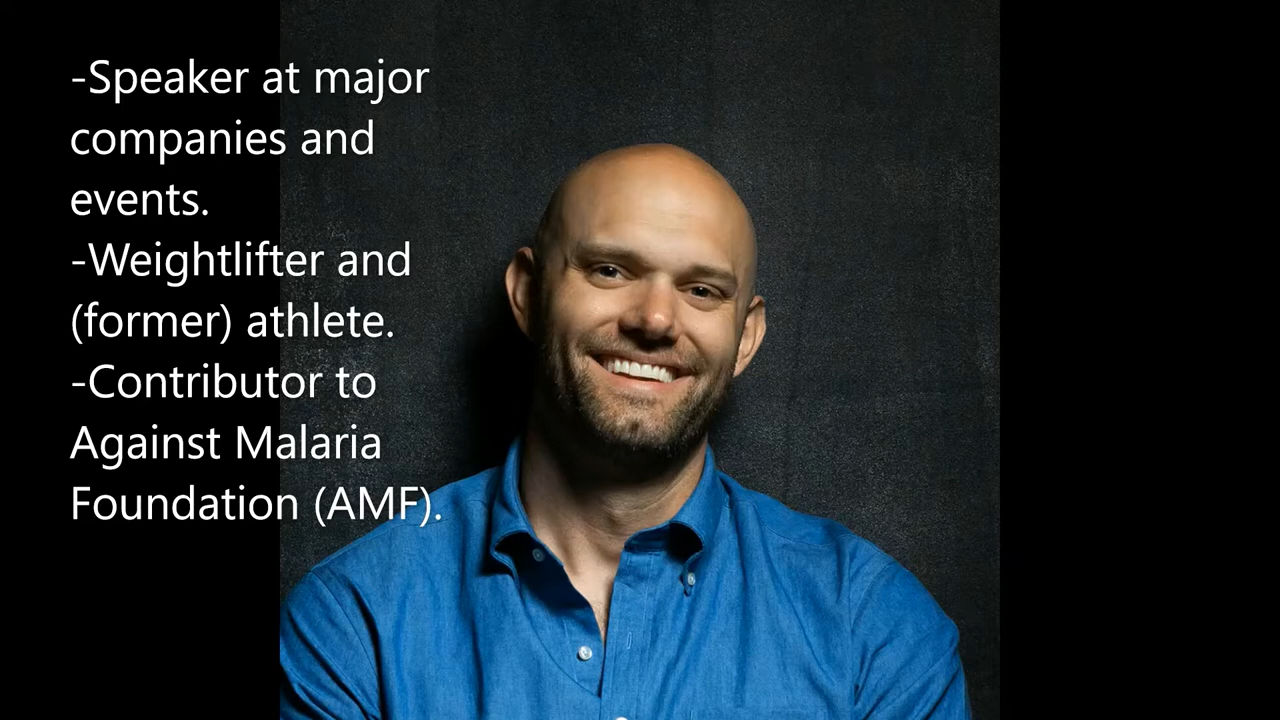 -Speaker at major
companies and
events.
-Weightlifter and
(former) athlete.
-Contributor to
Against Malaria
Foundation (AMF).